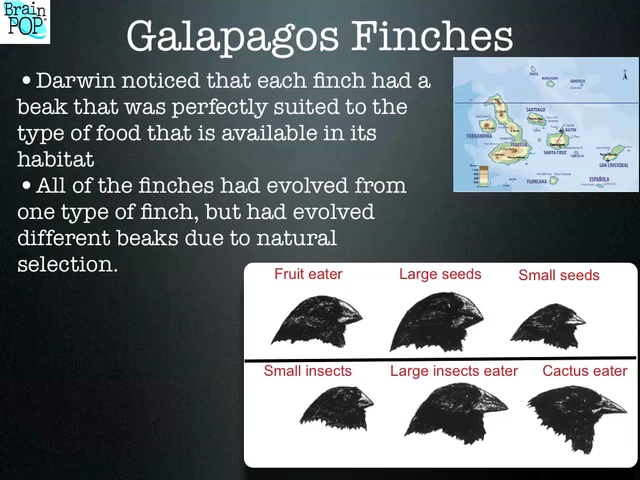 Brain
POP
Galapagos Finches
•Darwin noticed that each finch had a
beak that was perfectly suited to the
type of food that is available in its
habitat
•All of the finches had evolved from
one type of finch, but had evolved
different beaks due to natural
selection.
SANTIAGO
FERNANDINA
ISABELA
BALTRA
SANTA CRUZ
SAN CRISTÓBAL
FLOREANA
ESPAÑOLA
Fruit eater
Large seeds
Small seeds
Small insects
Large insects eater
Cactus eater